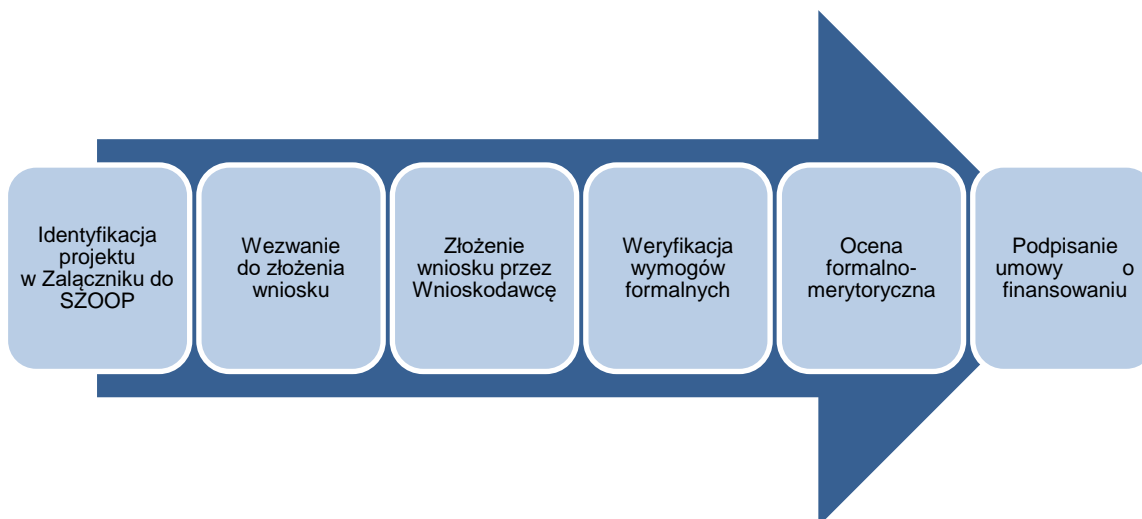 Identyfikacja
projektu
w Załączniku do
SZOOP
Wezwanie
do złożenia
wniosku
Złożenie
wniosku przez
Wnioskodawcę
Weryfikacja
wymogów
formalnych
Ocena
formalno-
merytoryczna
Podpisanie
umowy o
finansowaniu